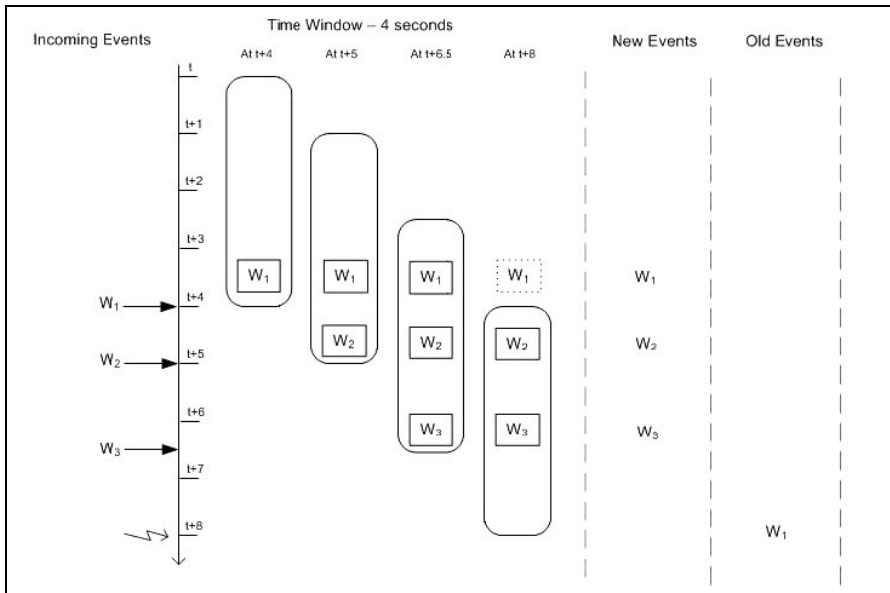 Time Window – 4 seconds
Incoming Events
New Events
Old Events
At t+4
At t+5
At t+6.5
At t+8
t
t+1
t+2
t+3
W₁
W₁
W₁
W₁
W₁
W₁
t+4
W₂
W₂
W₂
W₂
W₂
t+5
t+6
W₃
W₃
W₃
W₃
t+7
t+8
W₁